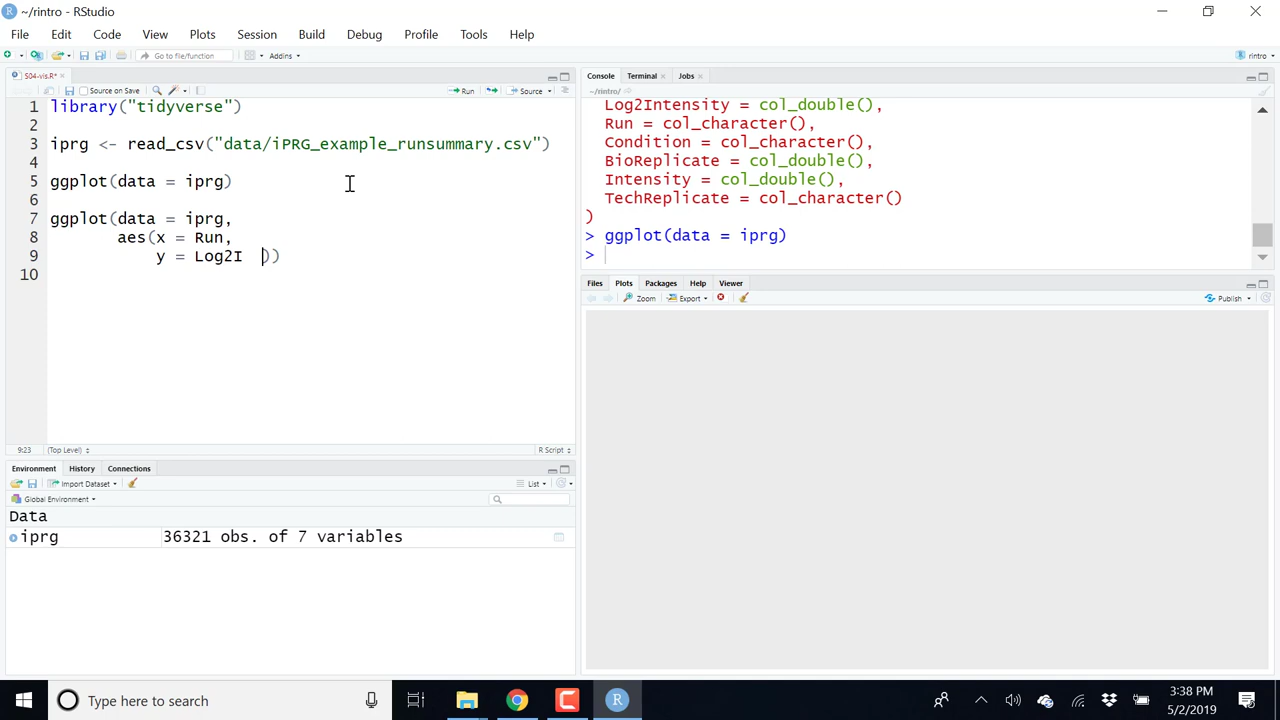 ~/rintro - RStudio
File Edit Code View Plots Session Build Debug Profile Tools Help
Go to file/function Addins rintro
S04-vis.R*
Source on Save Run Source
1 library("tidyverse")
2
3 iprg <- read_csv("data/iPRG_example_runsummary.csv")
4
5 ggplot(data = iprg)
6
7 ggplot(data = iprg,
8 aes(x = Run,
9 y = Log2I ))
10
9:23 (Top Level) R Script
Environment History Connections
Import Dataset List
Global Environment
Data
iprg 36321 obs. of 7 variables
Console Terminal Jobs
~/rintro/
Log2Intensity = col_double(),
Run = col_character(),
Condition = col_character(),
BioReplicate = col_double(),
Intensity = col_double(),
TechReplicate = col_character()
)
> ggplot(data = iprg)
>
Files Plots Packages Help Viewer
Zoom Export Publish
Type here to search
3:38 PM
5/2/2019